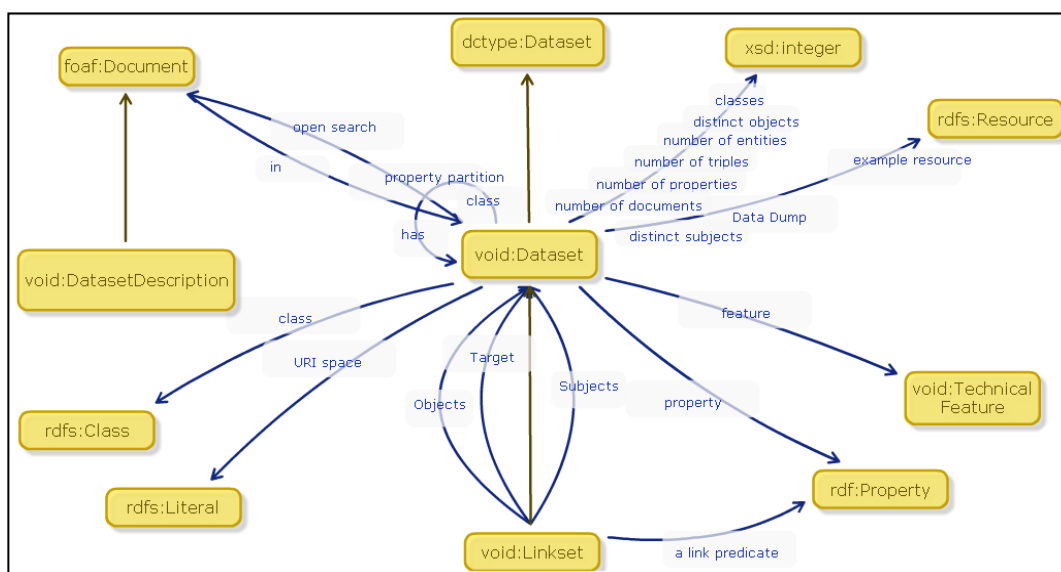 dctype:Dataset
xsd:integer
foaf:Document
classes
rdfs:Resource
open search
distinct objects
number of entities
in
number of triples
example resource
property partition
number of properties
class
number of documents
Data Dump
has
distinct subjects
void:Dataset
void:DatasetDescription
class
feature
URI space
Target
Subjects
void:Technical
Feature
Objects
property
rdfs:Class
rdfs:Literal
rdf:Property
void:Linkset
a link predicate